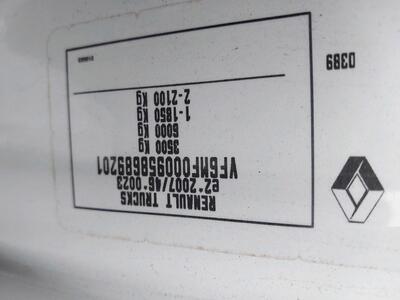 RENAULT TRUCKS
e2*2007/46*0023
VF6MF000958689201
3500 Kg
6000 Kg
1-1850 Kg
2-2100 Kg
0389